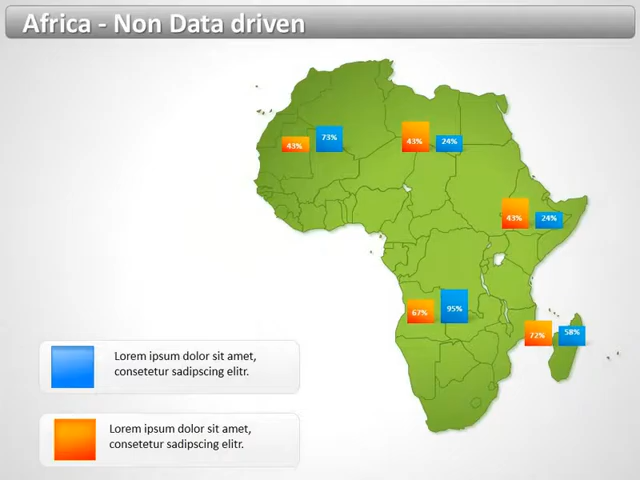 Africa - Non Data driven
43%
73%
43%
24%
43%
24%
67%
95%
72%
58%
Lorem ipsum dolor sit amet,
consetetur sadipscing elitr.
Lorem ipsum dolor sit amet,
consetetur sadipscing elitr.